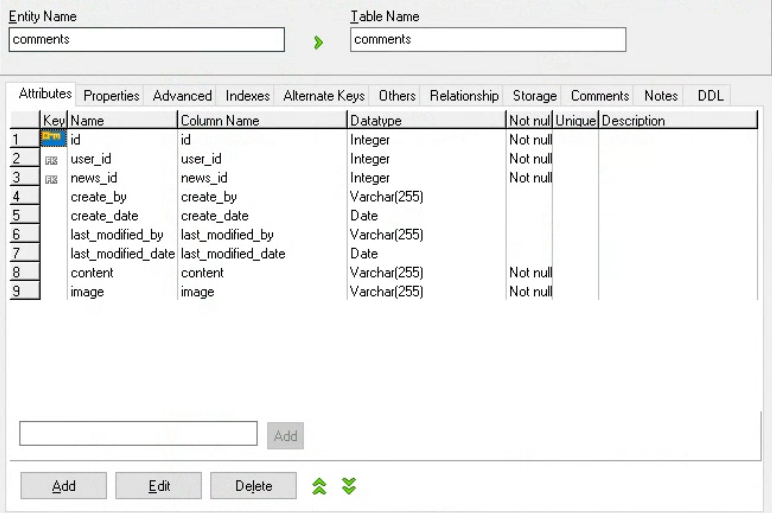 Entity Name Table Name
comments comments
Attributes Properties Advanced Indexes Alternate Keys Others Relationship Storage Comments Notes DDL
Key Name Column Name Datatype Not nul Unique Description
1 id id Integer Not null
2 FK user_id user_id Integer Not null
3 FK news_id news_id Integer Not null
4 create_by create_by Varchar(255)
5 create_date create_date Date
6 last_modified_by last_modified_by Varchar(255)
7 last_modified_date last_modified_date Date
8 content content Varchar(255) Not null
9 image image Varchar(255) Not null
Add
Add Edit Delete